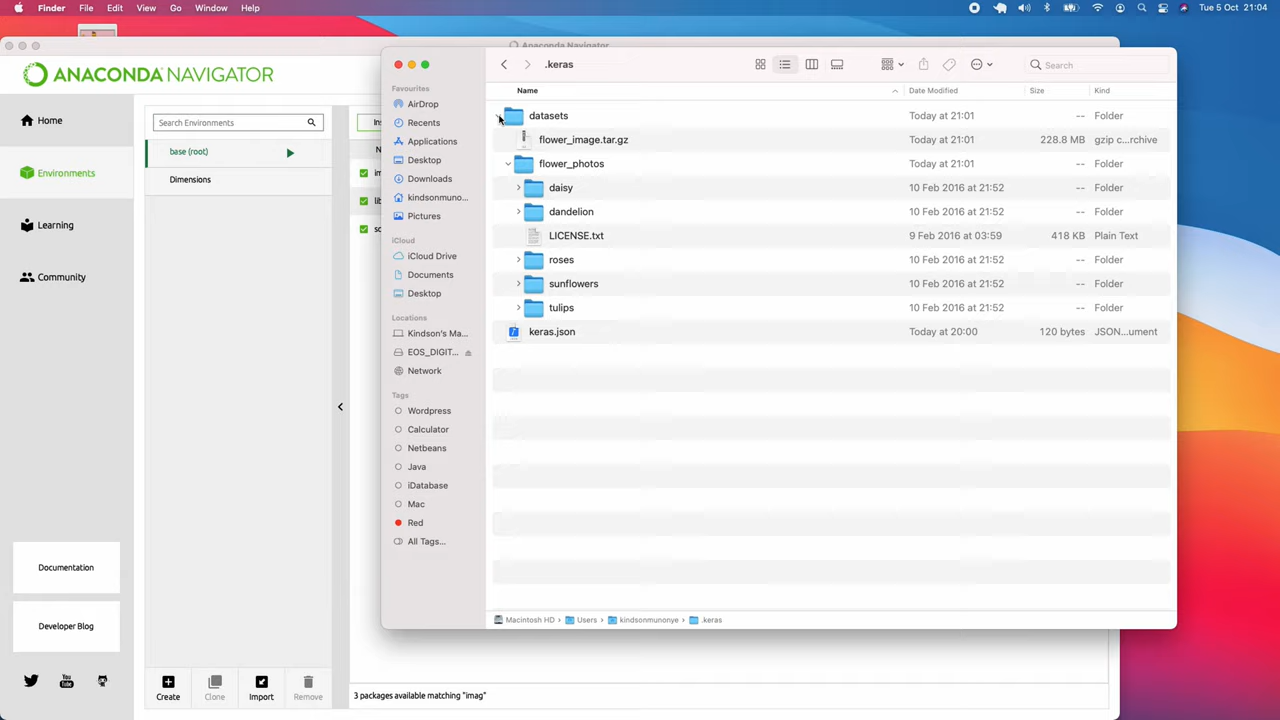 Finder File Edit View Go Window Help Tue 5 Oct 21:04
Anaconda Navigator
ANACONDA NAVIGATOR
Home
Environments
Learning
Community
Documentation
Developer Blog
Search Environments
base (root)
Dimensions
Create Clone Import Remove
3 packages available matching "imag"
.keras
Search
Favourites
AirDrop
Recents
Applications
Desktop
Downloads
kindsonmuno...
Pictures
iCloud
iCloud Drive
Documents
Desktop
Locations
Kindson's Ma...
EOS_DIGIT...
Network
Tags
Wordpress
Calculator
Netbeans
Java
iDatabase
Mac
Red
All Tags...
Name Date Modified Size Kind
datasets Today at 21:01 -- Folder
flower_image.tar.gz Today at 21:01 228.8 MB gzip c...rchive
flower_photos Today at 21:01 -- Folder
daisy 10 Feb 2016 at 21:52 -- Folder
dandelion 10 Feb 2016 at 21:52 -- Folder
LICENSE.txt 9 Feb 2016 at 03:59 418 KB Plain Text
roses 10 Feb 2016 at 21:52 -- Folder
sunflowers 10 Feb 2016 at 21:52 -- Folder
tulips 10 Feb 2016 at 21:52 -- Folder
keras.json Today at 20:00 120 bytes JSON...ument
Macintosh HD › Users › kindsonmunonye › .keras